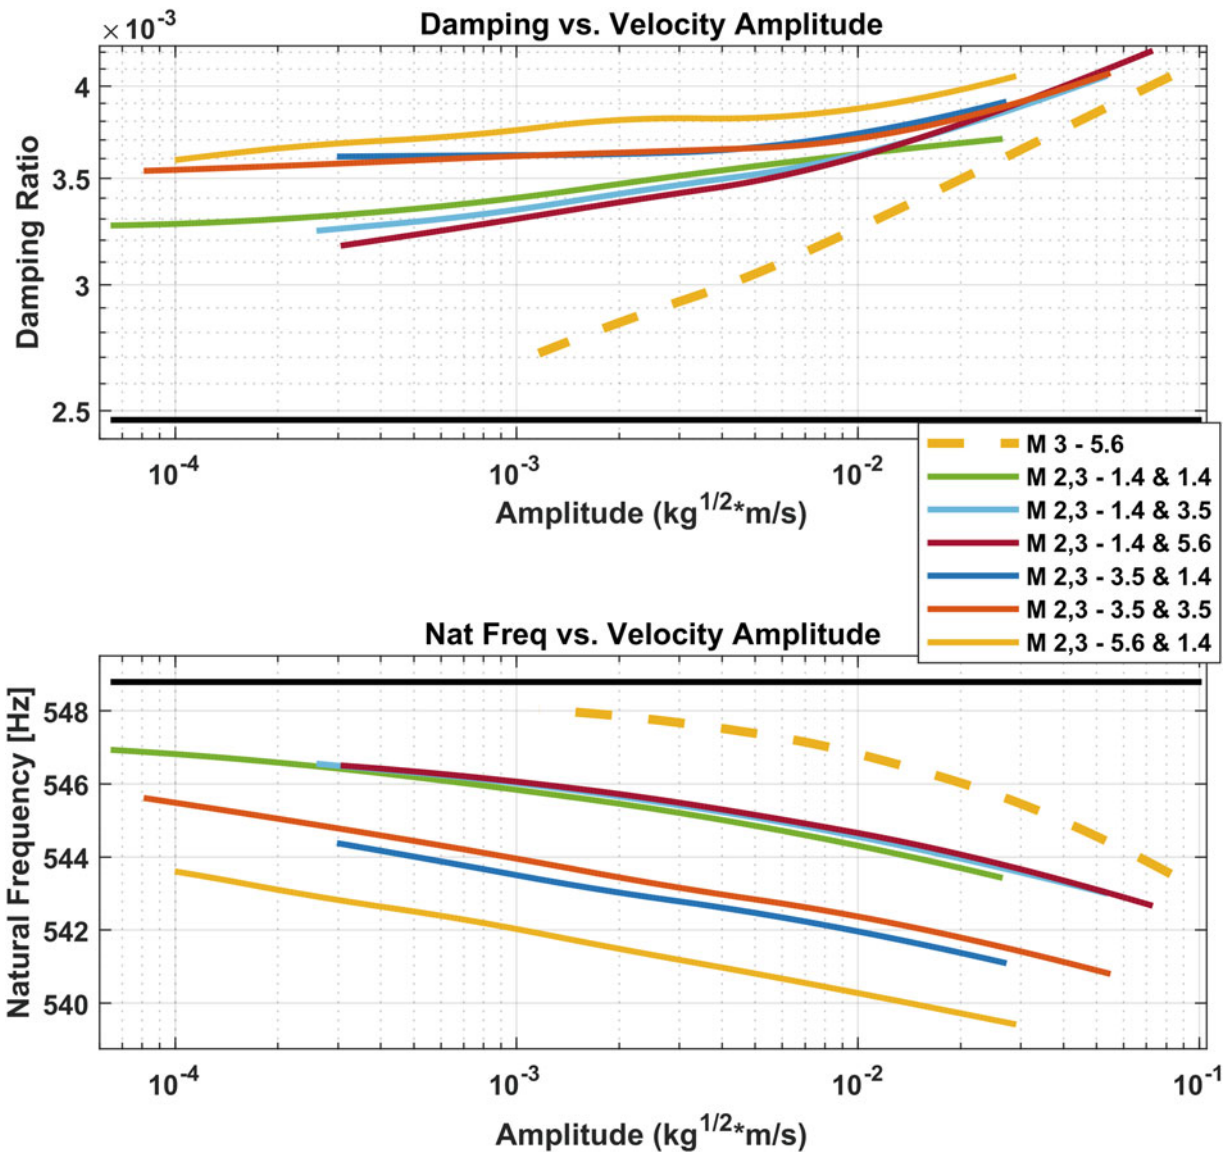 ×10-3
Damping vs. Velocity Amplitude
4
3.5
3
2.5
Damping Ratio
10-4
10-3
10-2
Amplitude (kg1/2*m/s)
M 3 - 5.6
M 2,3 - 1.4 & 1.4
M 2,3 - 1.4 & 3.5
M 2,3 - 1.4 & 5.6
M 2,3 - 3.5 & 1.4
M 2,3 - 3.5 & 3.5
M 2,3 - 5.6 & 1.4
Nat Freq vs. Velocity Amplitude
548
546
544
542
540
Natural Frequency [Hz]
10-4
10-3
10-2
10-1
Amplitude (kg1/2*m/s)